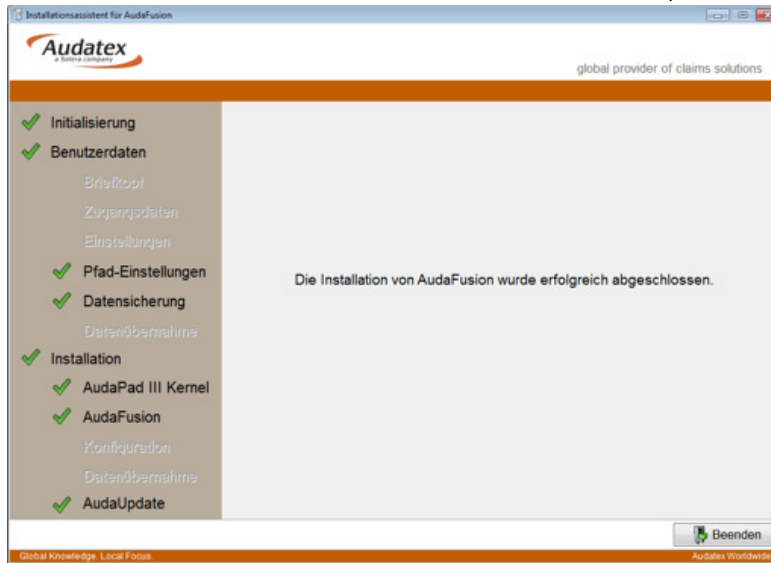 Installationsassistent für AudaFusion
Audatex
a Solera company
global provider of claims solutions
Initialisierung
Benutzerdaten
Briefkopf
Zugangsdaten
Einstellungen
Pfad-Einstellungen
Datensicherung
Datenübernahme
Installation
AudaPad III Kernel
AudaFusion
Konfiguration
Datenübernahme
AudaUpdate
Die Installation von AudaFusion wurde erfolgreich abgeschlossen.
Beenden
Global Knowledge. Local Focus.
Audatex Worldwide